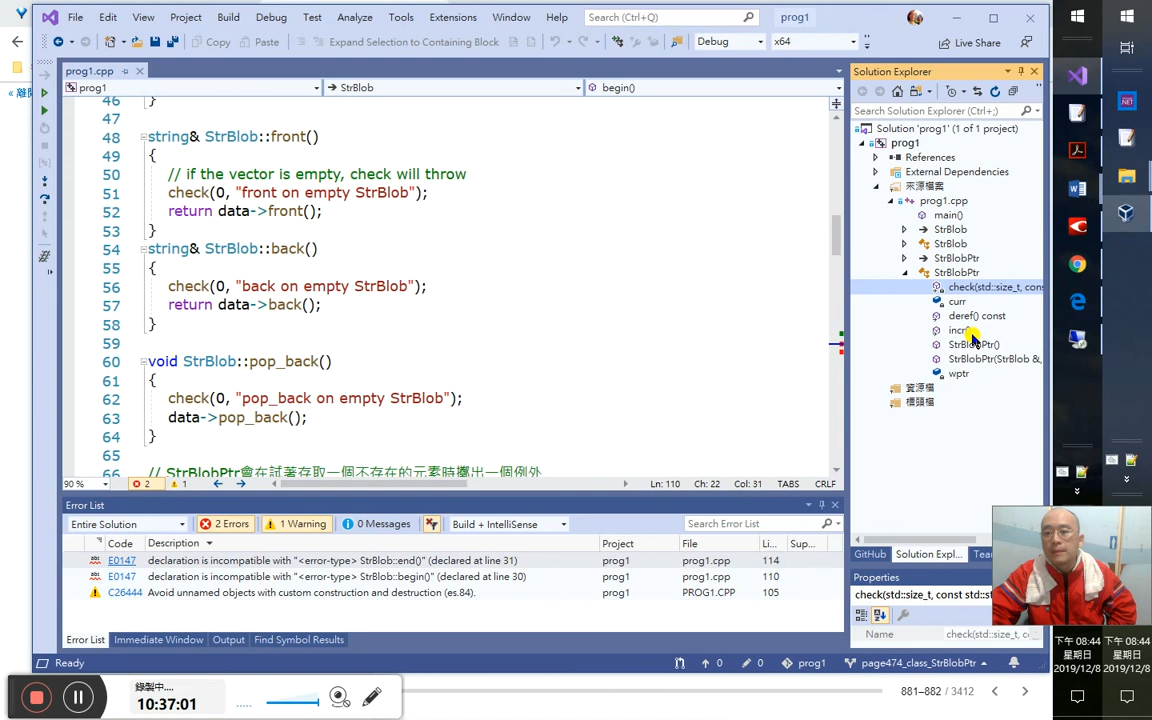 File Edit View Project Build Debug Test Analyze Tools Extensions Window Help Search (Ctrl+Q) prog1
Copy Paste Expand Selection to Containing Block Debug x64 Live Share
prog1.cpp
prog1 StrBlob begin()
46 }
47
48 string& StrBlob::front()
49 {
50 // if the vector is empty, check will throw
51 check(0, "front on empty StrBlob");
52 return data->front();
53 }
54 string& StrBlob::back()
55 {
56 check(0, "back on empty StrBlob");
57 return data->back();
58 }
59
60 void StrBlob::pop_back()
61 {
62 check(0, "pop_back on empty StrBlob");
63 data->pop_back();
64 }
65
66 // StrBlobPtr會在試著存取一個不存在的元素時擲出一個例外
90 % 2 1 Ln: 110 Ch: 22 Col: 31 TABS CRLF
Error List
Entire Solution 2 Errors 1 Warning 0 Messages Build + IntelliSense Search Error List
Code Description Project File Li... Sup...
E0147 declaration is incompatible with "<error-type> StrBlob::end()" (declared at line 31) prog1 prog1.cpp 114
E0147 declaration is incompatible with "<error-type> StrBlob::begin()" (declared at line 30) prog1 prog1.cpp 110
C26444 Avoid unnamed objects with custom construction and destruction (es.84). prog1 PROG1.CPP 105
Error List Immediate Window Output Find Symbol Results
Ready 0 0 prog1 page474_class_StrBlobPtr
Solution Explorer
Search Solution Explorer (Ctrl+;)
Solution 'prog1' (1 of 1 project)
prog1
References
External Dependencies
來源檔案
prog1.cpp
main()
StrBlob
StrBlob
StrBlobPtr
StrBlobPtr
check(std::size_t, cons
curr
deref() const
incr()
StrBlobPtr()
StrBlobPtr(StrBlob &,
wptr
資源檔
標頭檔
GitHub Solution Expl... Tea
Properties
check(std::size_t, const std::st
Name check(std::size_t, c
錄製中....
10:37:01
881–882 / 3412
下午 08:44
星期日
2019/12/8
下午 08:44
星期日
2019/12/8